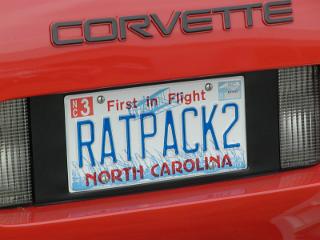 CORVETTE
NC 3
First in Flight
RATPACK2
NORTH CAROLINA